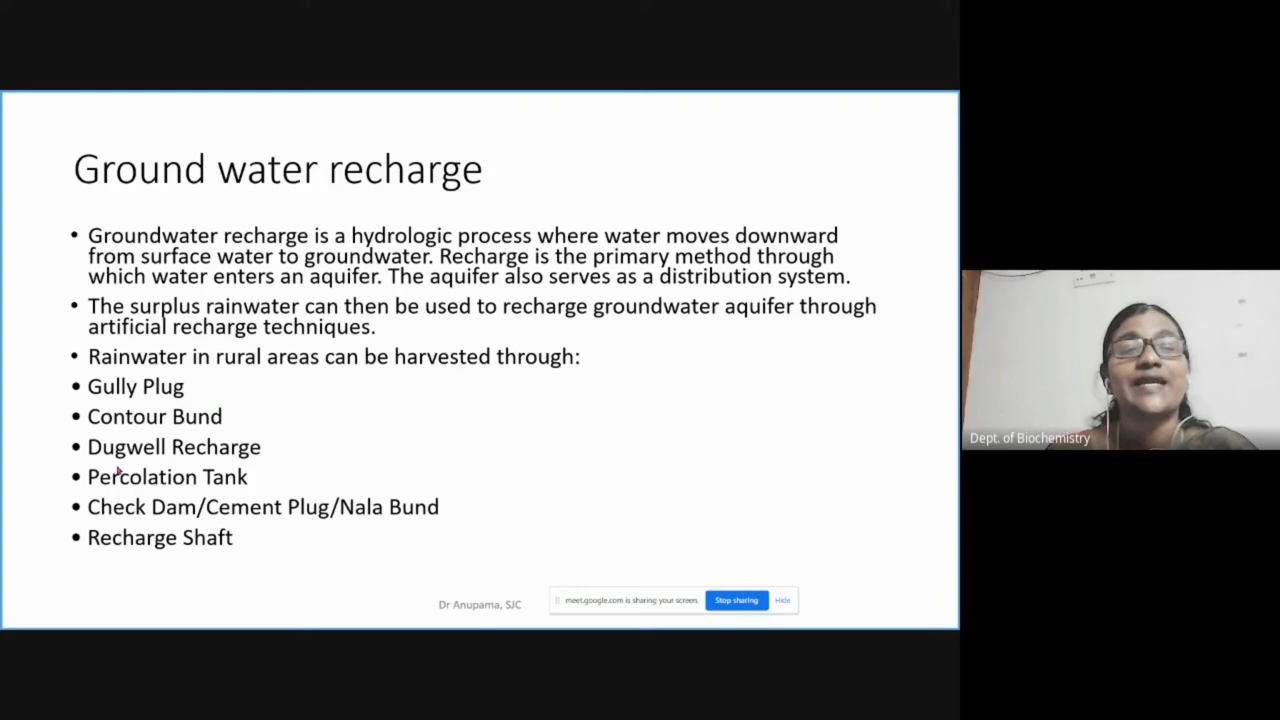 Ground water recharge
• Groundwater recharge is a hydrologic process where water moves downward
from surface water to groundwater. Recharge is the primary method through
which water enters an aquifer. The aquifer also serves as a distribution system.
• The surplus rainwater can then be used to recharge groundwater aquifer through
artificial recharge techniques.
• Rainwater in rural areas can be harvested through:
• Gully Plug
• Contour Bund
• Dugwell Recharge
• Percolation Tank
• Check Dam/Cement Plug/Nala Bund
• Recharge Shaft
Dr Anupama, SJC
meet.google.com is sharing your screen.
Stop sharing
Hide
Dept. of Biochemistry